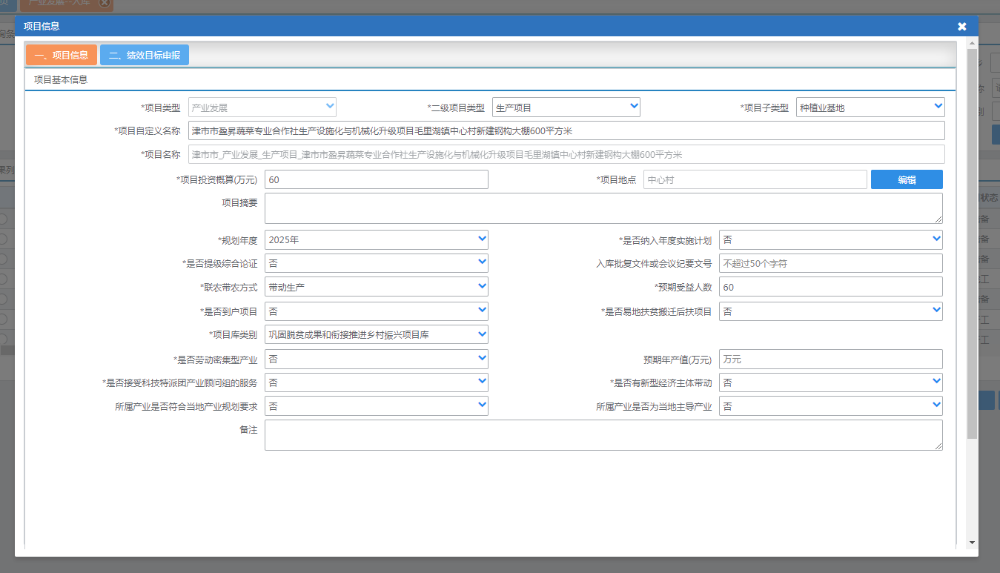 产业发展--入库
项目信息
一、项目信息 二、绩效目标申报
项目基本信息
*项目类型 产业发展 *二级项目类型 生产项目 *项目子类型 种植业基地
*项目自定义名称 津市市盈昇蔬菜专业合作社生产设施化与机械化升级项目毛里湖镇中心村新建钢构大棚600平方米
*项目名称 津市市_产业发展_生产项目_津市市盈昇蔬菜专业合作社生产设施化与机械化升级项目毛里湖镇中心村新建钢构大棚600平方米
*项目投资概算(万元) 60 *项目地点 中心村 编辑
项目摘要
*规划年度 2025年 *是否纳入年度实施计划 否
*是否提级综合论证 否 入库批复文件或会议纪要文号 不超过50个字符
*联农带农方式 带动生产 *预期受益人数 60
*是否到户项目 否 *是否易地扶贫搬迁后扶项目 否
*项目库类别 巩固脱贫成果和衔接推进乡村振兴项目库
*是否劳动密集型产业 否 预期年产值(万元) 万元
*是否接受科技特派团产业顾问组的服务 否 *是否有新型经济主体带动 否
所属产业是否符合当地产业规划要求 否 所属产业是否为当地主导产业 否
备注